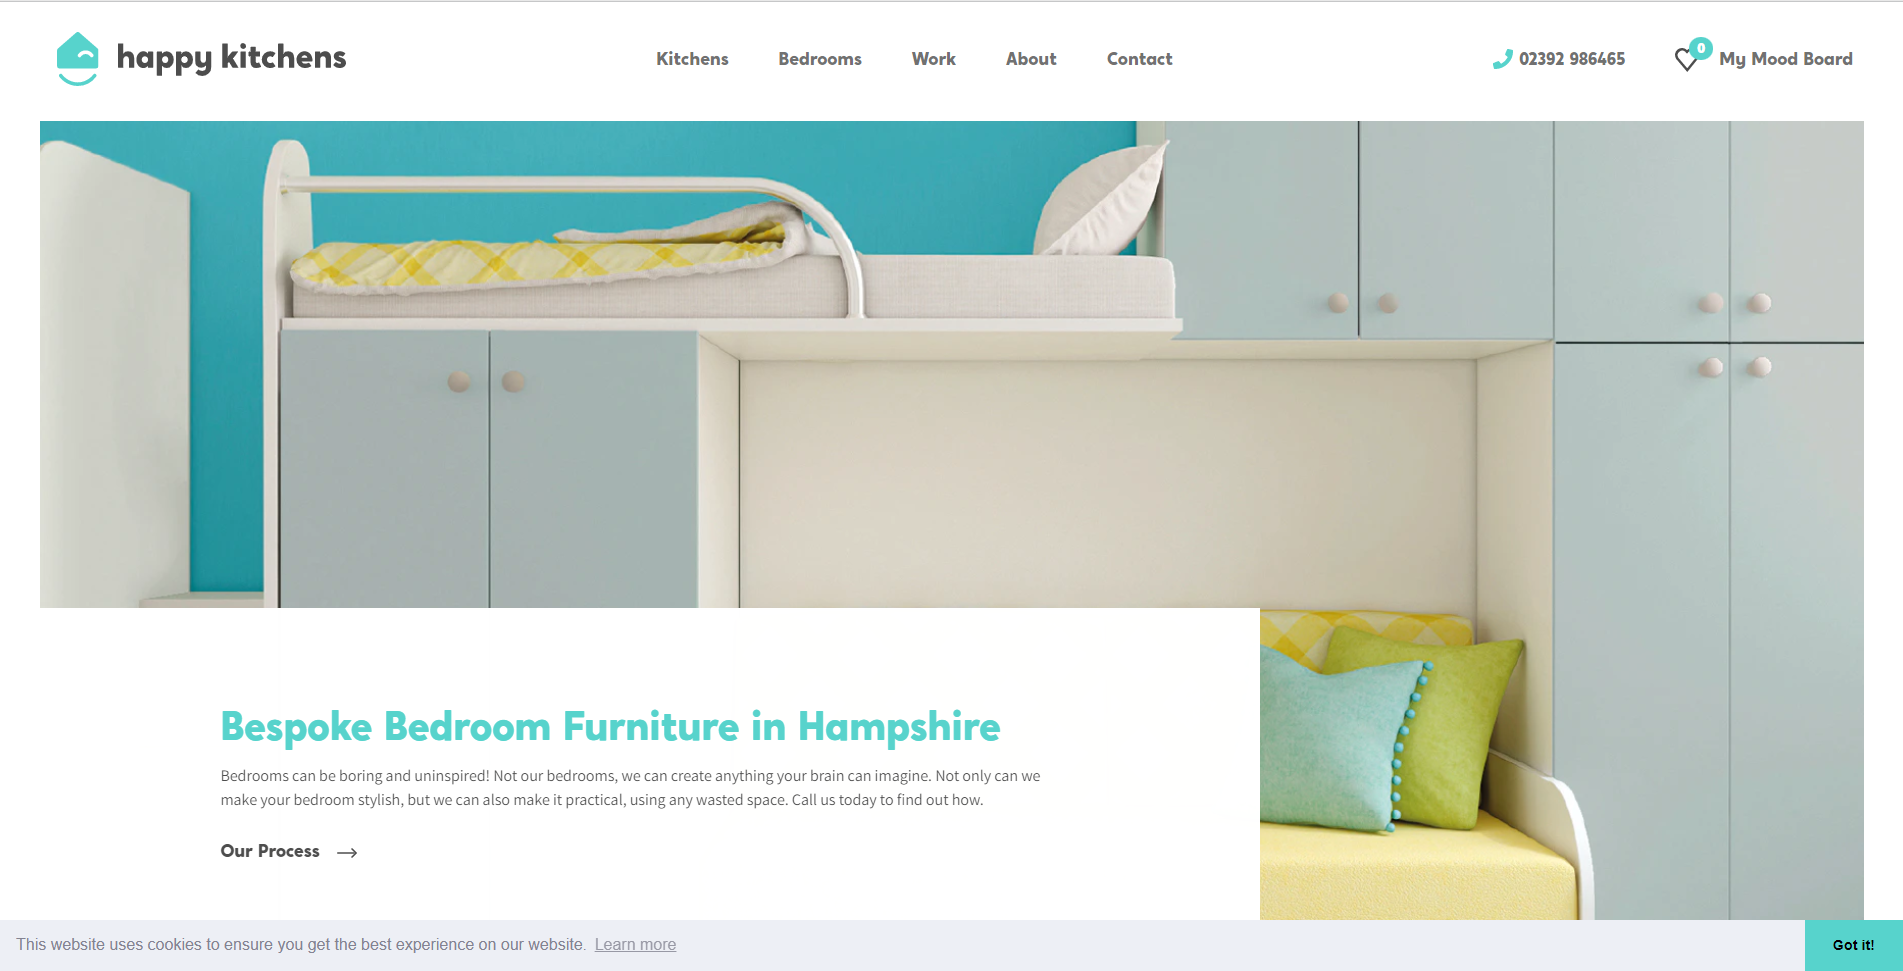 happy kitchens
Kitchens
Bedrooms
Work
About
Contact
02392 986465
0
My Mood Board
Bespoke Bedroom Furniture in Hampshire
Bedrooms can be boring and uninspired! Not our bedrooms, we can create anything your brain can imagine. Not only can we
make your bedroom stylish, but we can also make it practical, using any wasted space. Call us today to find out how.
Our Process
This website uses cookies to ensure you get the best experience on our website. Learn more
Got it!